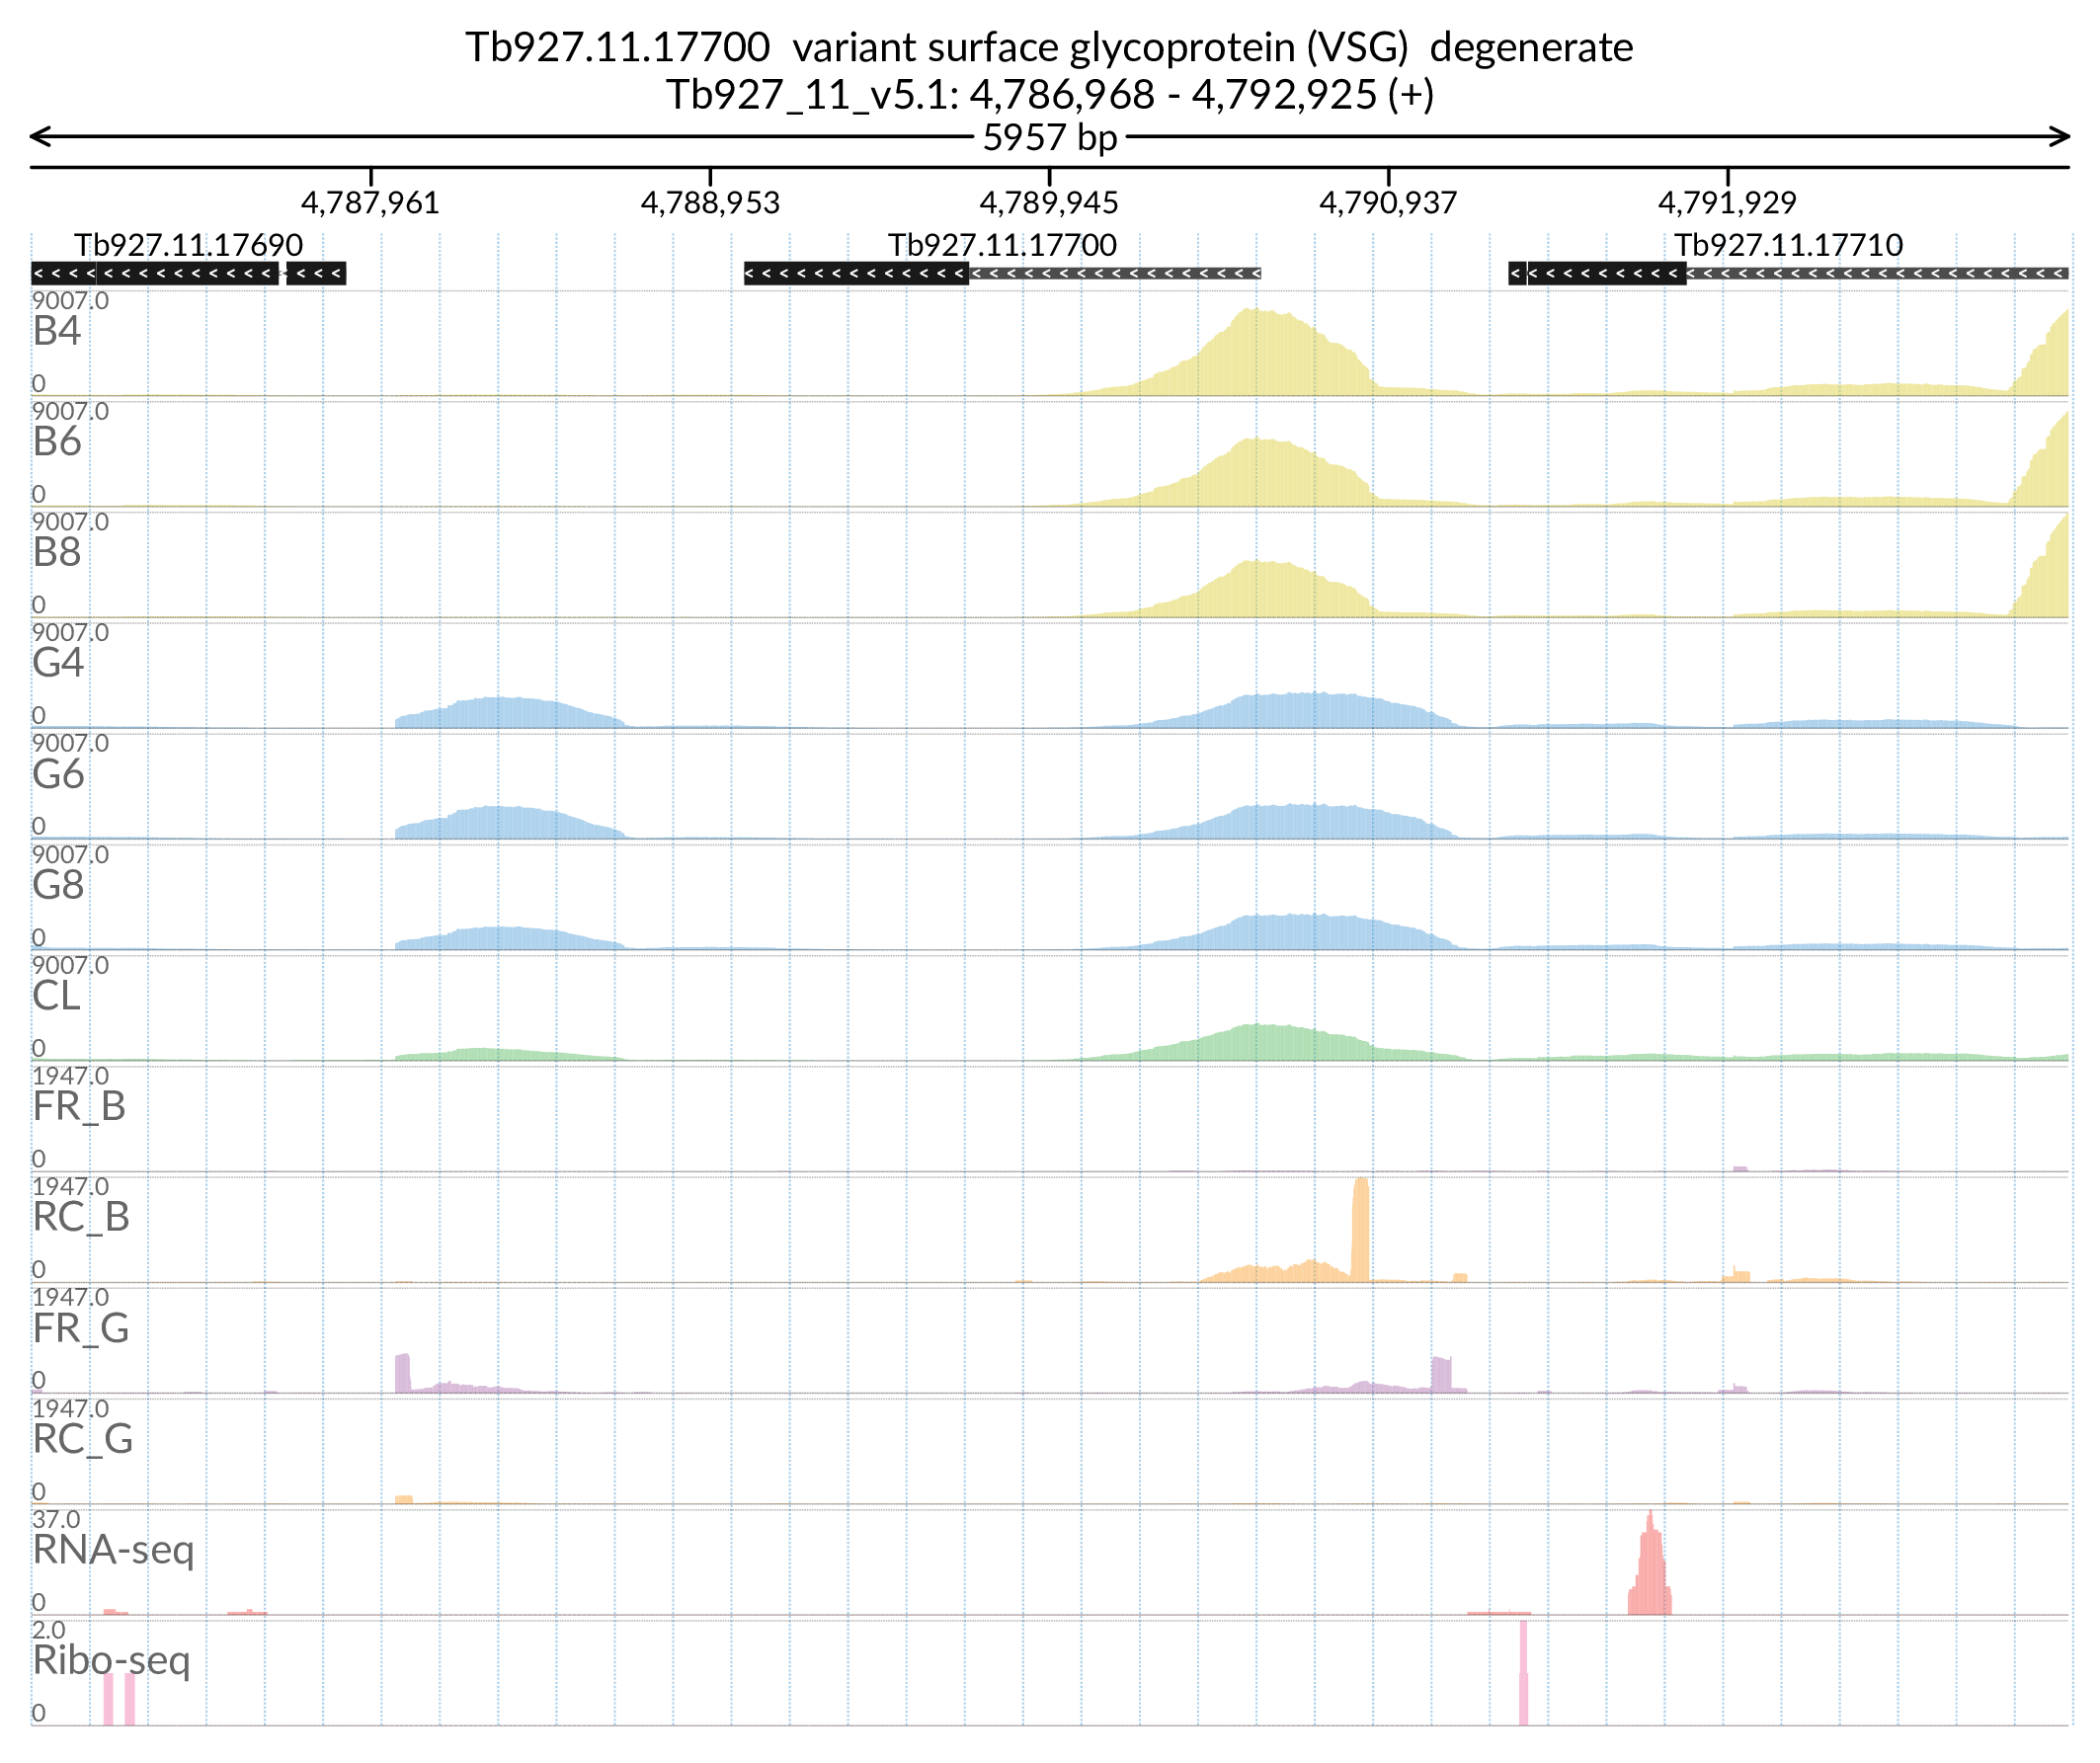 Tb927.11.17700 variant surface glycoprotein (VSG) degenerate
Tb927_11_v5.1: 4,786,968 - 4,792,925 (+)
5957 bp
4,787,961 4,788,953 4,789,945 4,790,937 4,791,929
Tb927.11.17690 Tb927.11.17700 Tb927.11.17710
9007.0
B4
0
9007.0
B6
0
9007.0
B8
0
9007.0
G4
0
9007.0
G6
0
9007.0
G8
0
9007.0
CL
0
1947.0
FR_B
0
1947.0
RC_B
0
1947.0
FR_G
0
1947.0
RC_G
0
37.0
RNA-seq
0
2.0
Ribo-seq
0